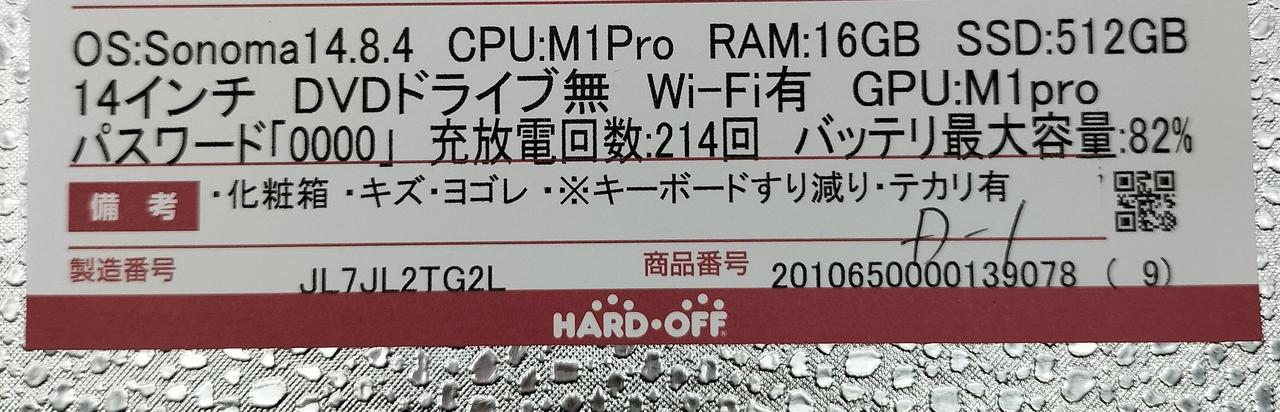 OS:Sonoma14.8.4 CPU:M1Pro RAM:16GB SSD:512GB
14インチ DVDドライブ無 Wi-Fi有 GPU:M1pro
パスワード「0000」 充放電回数:214回 バッテリ最大容量:82%
備考 ・化粧箱 ・キズ・ヨゴレ ・※キーボードすり減り・テカリ有
製造番号 JL7JL2TG2L 商品番号 2010650000139078 ( 9)
HARD・OFF